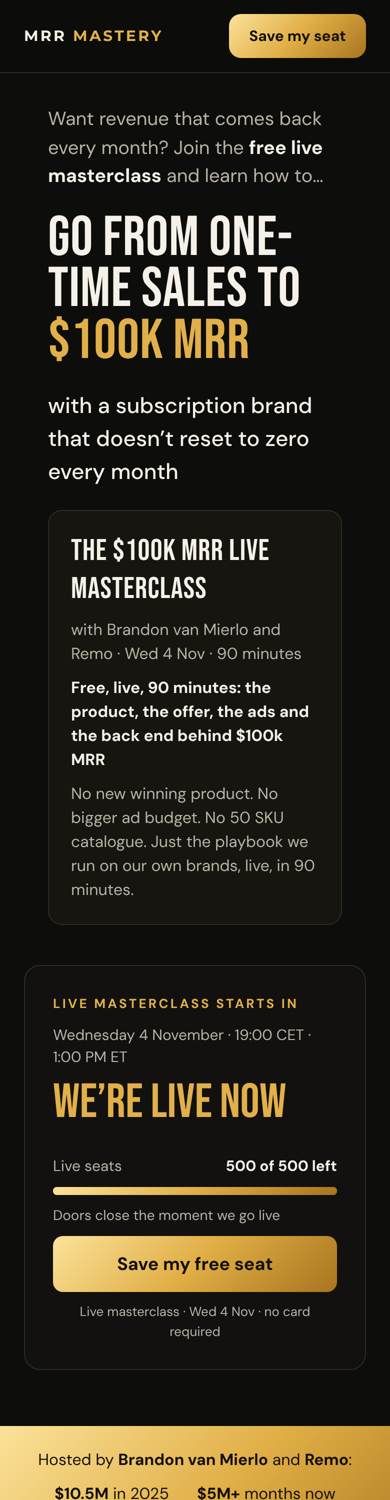 MRR MASTERY
Save my seat
Want revenue that comes back
every month? Join the free live
masterclass and learn how to…
GO FROM ONE-
TIME SALES TO
$100K MRR
with a subscription brand
that doesn’t reset to zero
every month
THE $100K MRR LIVE
MASTERCLASS
with Brandon van Mierlo and
Remo · Wed 4 Nov · 90 minutes
Free, live, 90 minutes: the
product, the offer, the ads and
the back end behind $100k
MRR
No new winning product. No
bigger ad budget. No 50 SKU
catalogue. Just the playbook we
run on our own brands, live, in 90
minutes.
LIVE MASTERCLASS STARTS IN
Wednesday 4 November · 19:00 CET ·
1:00 PM ET
WE’RE LIVE NOW
Live seats
500 of 500 left
Doors close the moment we go live
Save my free seat
Live masterclass · Wed 4 Nov · no card
required
Hosted by Brandon van Mierlo and Remo:
$10.5M in 2025
$5M+ months now